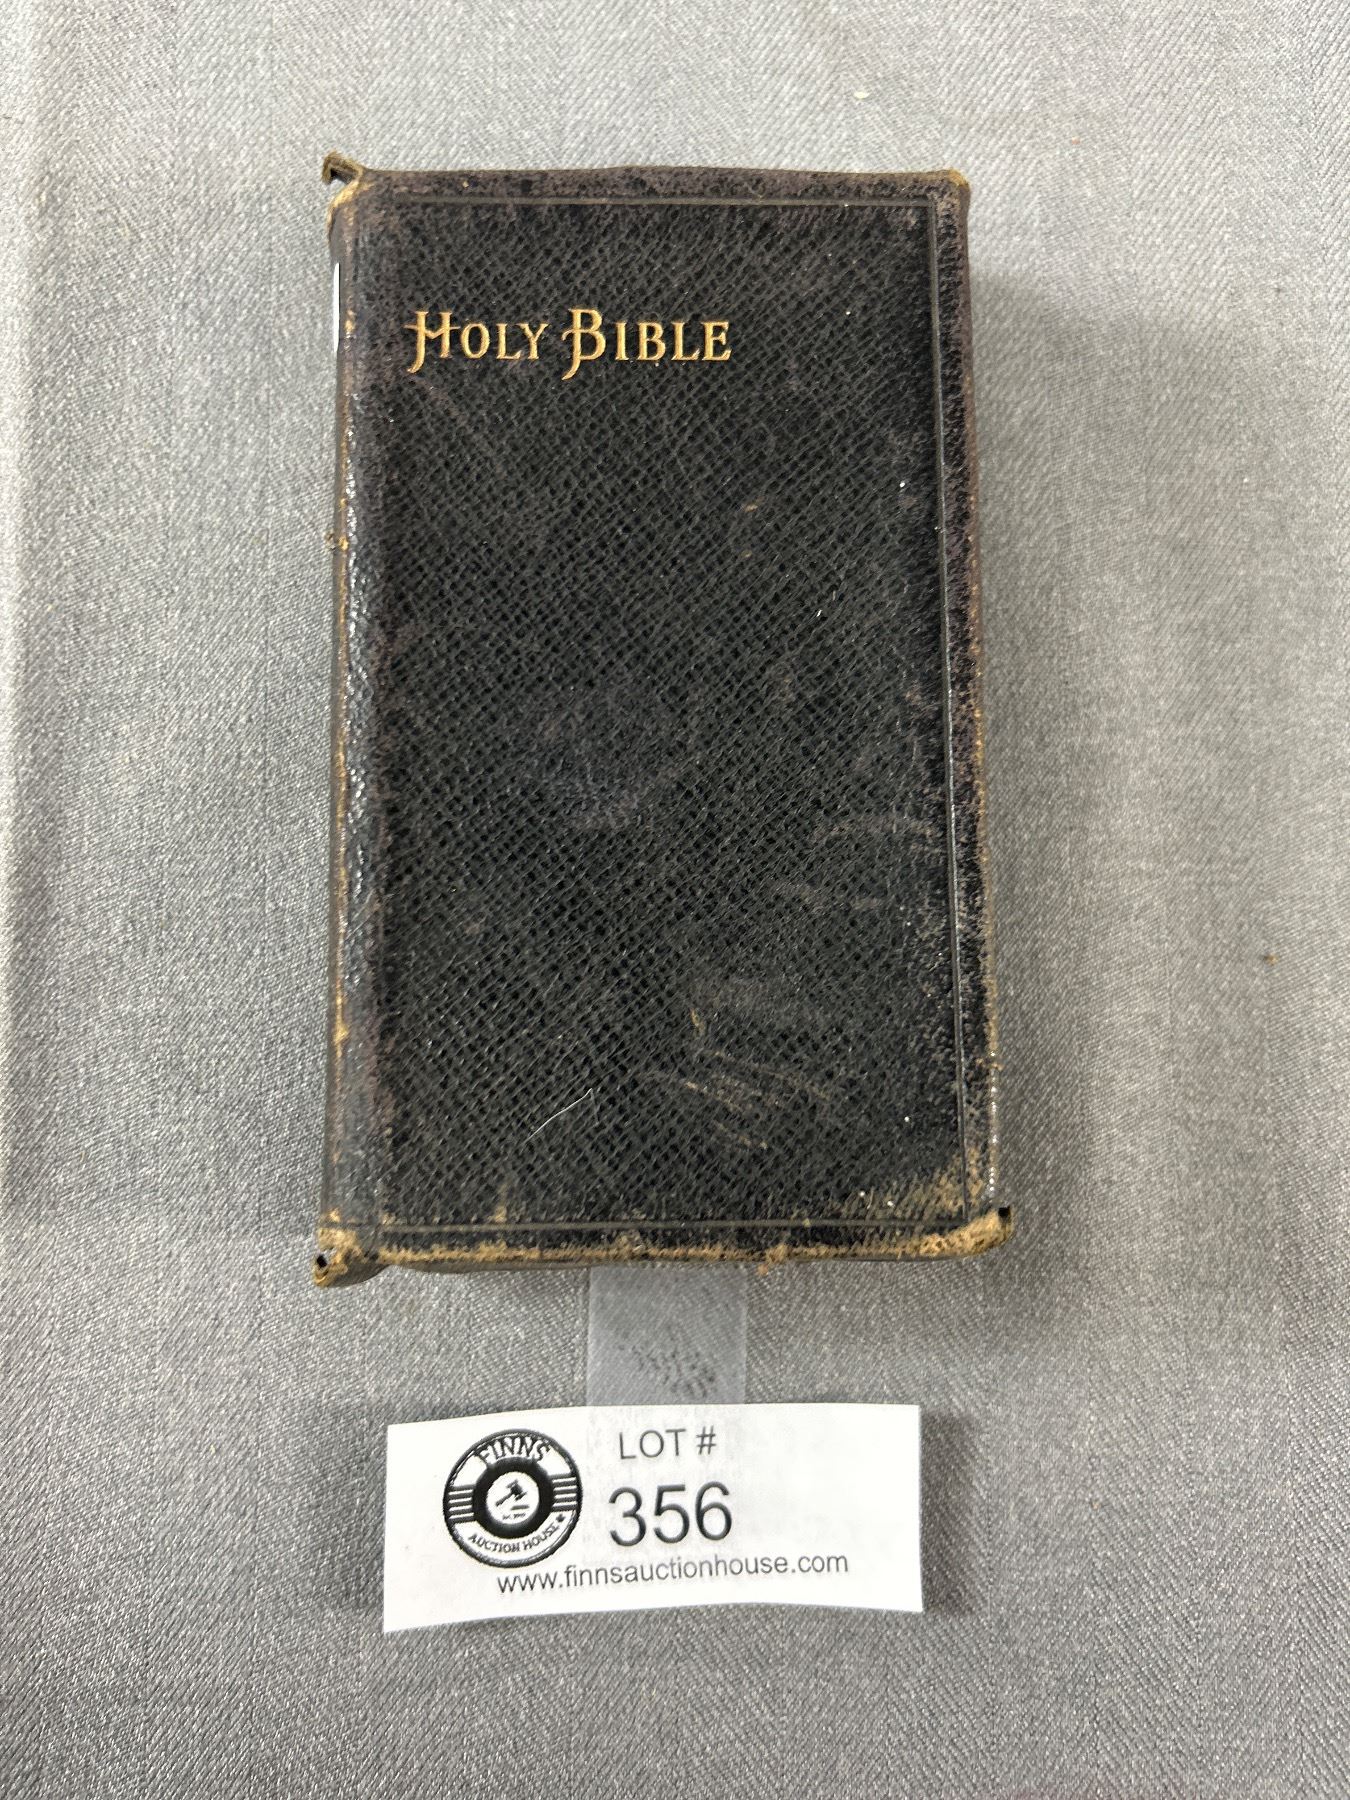 HOLY BIBLE
LOT #
FINNS
AUCTION HOUSE
356
www.finnsauctionhouse.com